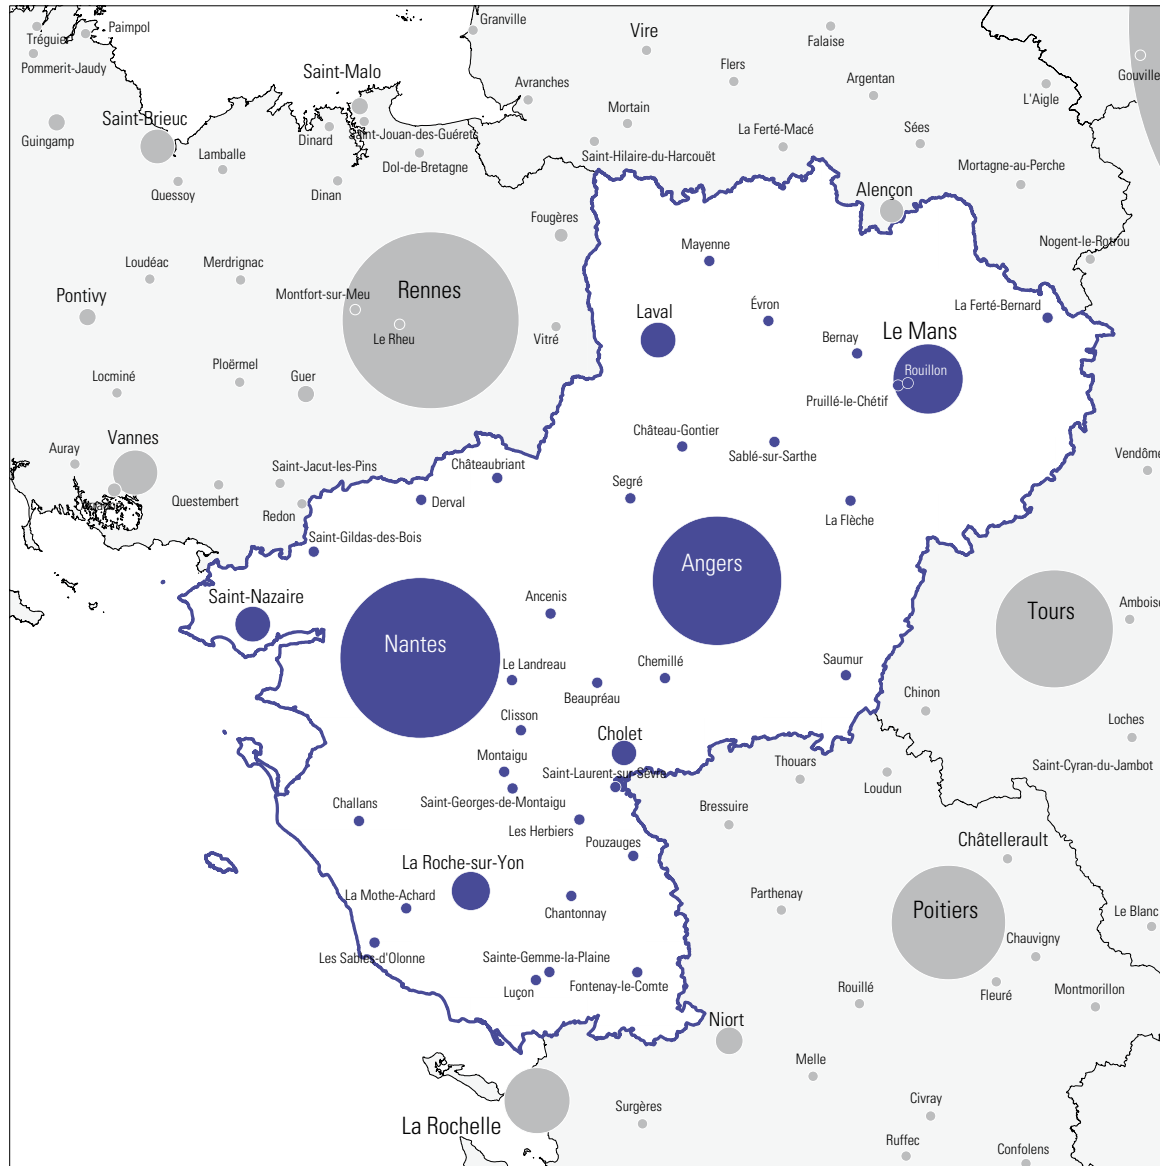 Granville
Paimpol
Tréguier
Vire
Falaise
Pommerit-Jaudy
Flers
Saint-Malo
Avranches
Argentan
Gouville
L'Aigle
Mortain
Saint-Brieuc
Guingamp
Dinard
Saint-Jouan-des-Guérets
La Ferté-Macé
Sées
Lamballe
Dol-de-Bretagne
Saint-Hilaire-du-Harcouët
Mortagne-au-Perche
Quessoy
Dinan
Alençon
Fougères
Mayenne
Nogent-le-Rotrou
Loudéac
Merdrignac
Pontivy
Montfort-sur-Meu
Rennes
Laval
Évron
La Ferté-Bernard
Le Rheu
Vitré
Bernay
Le Mans
Ploërmel
Locminé
Guer
Rouillon
Pruillé-le-Chétif
Vannes
Auray
Château-Gontier
Saint-Jacut-les-Pins
Châteaubriant
Sablé-sur-Sarthe
Vendôme
Segré
Questembert
Redon
Derval
La Flèche
Saint-Gildas-des-Bois
Angers
Saint-Nazaire
Ancenis
Tours
Amboise
Nantes
Le Landreau
Chemillé
Saumur
Beaupréau
Chinon
Clisson
Cholet
Loches
Montaigu
Saint-Laurent-sur-Sèvre
Thouars
Saint-Cyran-du-Jambot
Loudun
Challans
Saint-Georges-de-Montaigu
Bressuire
Les Herbiers
Pouzauges
Châtellerault
La Roche-sur-Yon
La Mothe-Achard
Parthenay
Poitiers
Chantonnay
Le Blanc
Chauvigny
Les Sables-d'Olonne
Sainte-Gemme-la-Plaine
Luçon
Fontenay-le-Comte
Rouillé
Fleuré
Montmorillon
Niort
Melle
Civray
La Rochelle
Surgères
Ruffec
Confolens